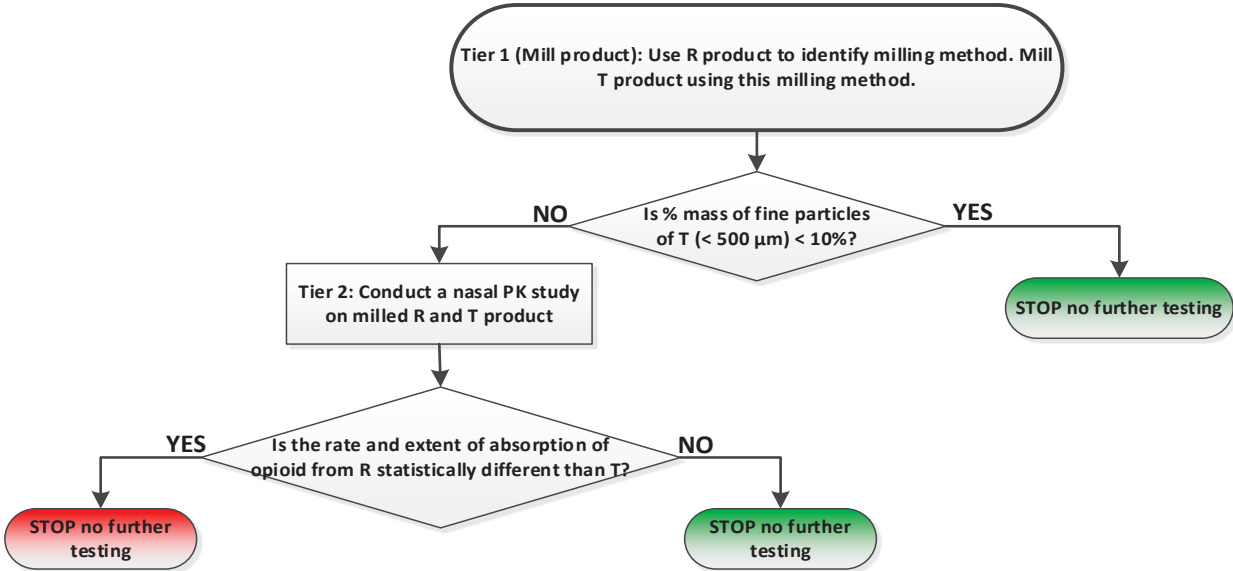 Tier 1 (Mill product): Use R product to identify milling method. Mill
T product using this milling method.
Is % mass of fine particles
of T (< 500 μm) < 10%?
NO
YES
Tier 2: Conduct a nasal PK study
on milled R and T product
STOP no further testing
Is the rate and extent of absorption of
opioid from R statistically different than T?
YES
NO
STOP no further
testing
STOP no further
testing